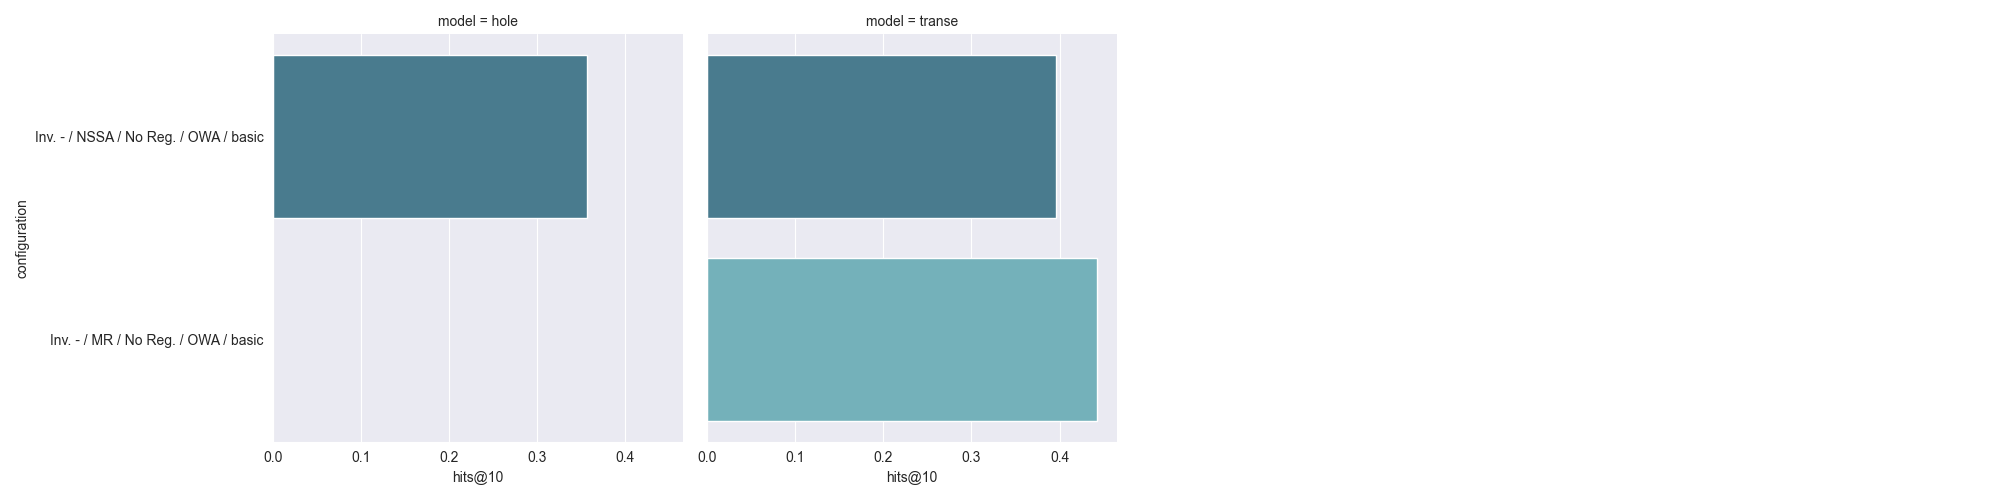 model = hole
model = transe
configuration
Inv. - / NSSA / No Reg. / OWA / basic
Inv. - / MR / No Reg. / OWA / basic
0.0 0.1 0.2 0.3 0.4
0.0 0.1 0.2 0.3 0.4
hits@10
hits@10